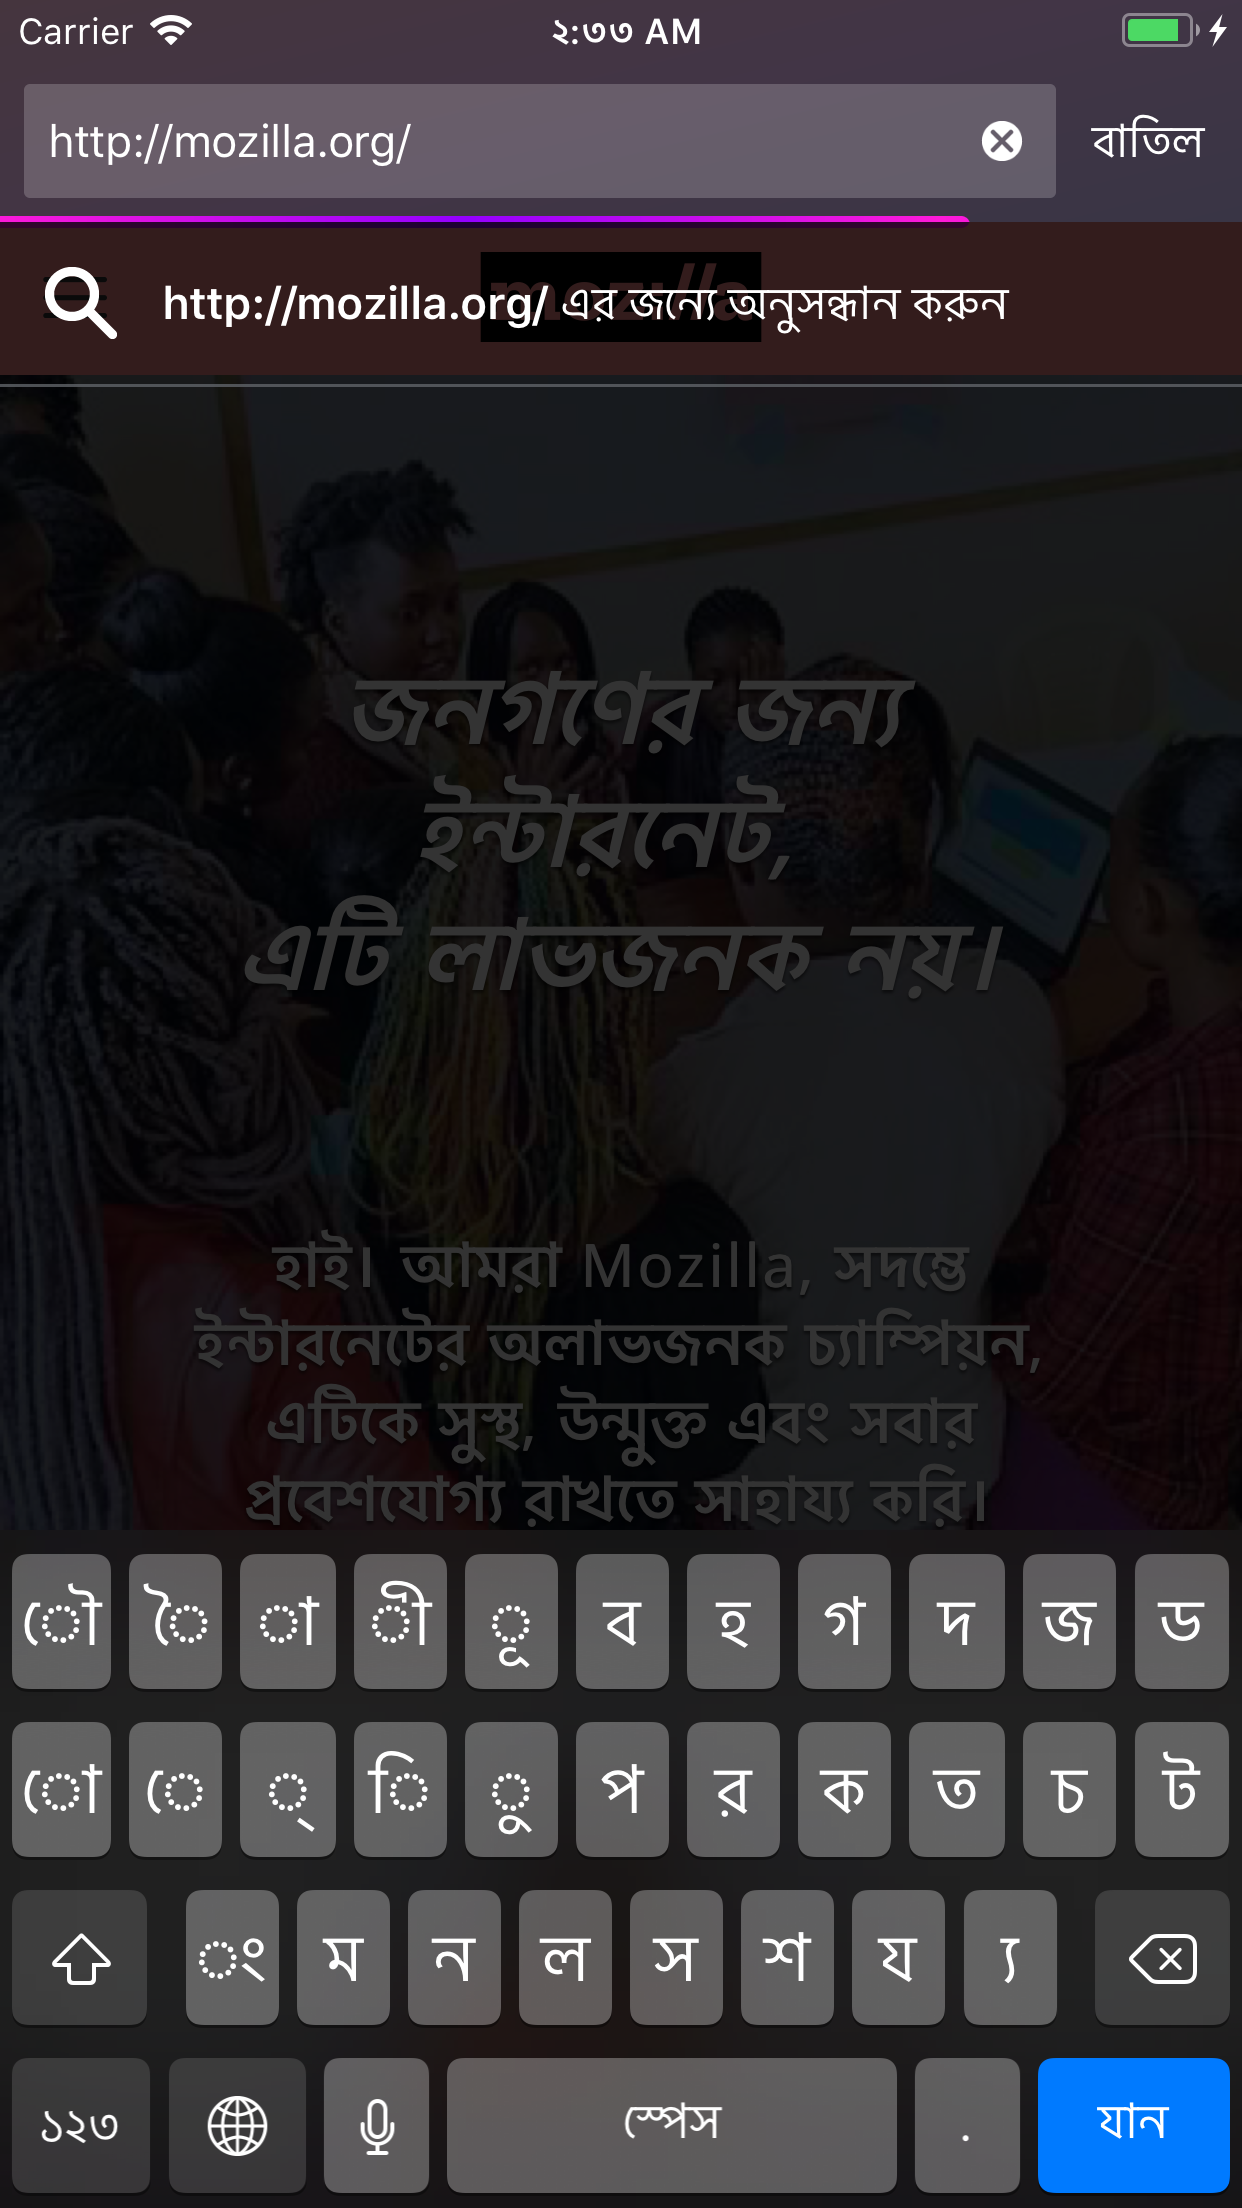 Carrier ২:৩৩ AM
http://mozilla.org/ বাতিল
mozilla
http://mozilla.org/ এর জন্যে অনুসন্ধান করুন
জনগণের জন্য
ইন্টারনেট,
এটি লাভজনক নয়।
হাই। আমরা Mozilla, সদম্ভে
ইন্টারনেটের অলাভজনক চ্যাম্পিয়ন,
এটিকে সুস্থ, উন্মুক্ত এবং সবার
প্রবেশযোগ্য রাখতে সাহায্য করি।
ৌ ৈ া ী ূ ব হ গ দ জ ড
ো ে ্ ি ু প র ক ত চ ট
ং ম ন ল স শ য ্য
১২৩ স্পেস . যান